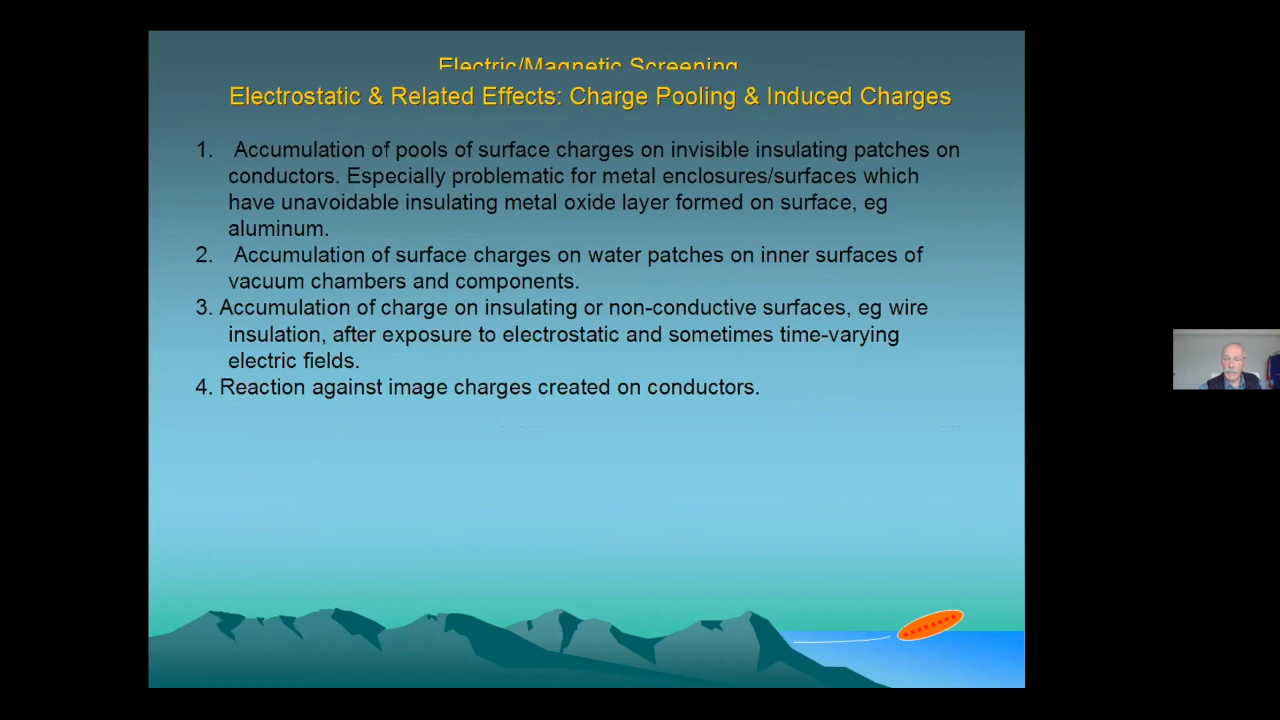 Electric/Magnetic Screening
Electrostatic & Related Effects: Charge Pooling & Induced Charges
1. Accumulation of pools of surface charges on invisible insulating patches on
conductors. Especially problematic for metal enclosures/surfaces which
have unavoidable insulating metal oxide layer formed on surface, eg
aluminum.
2. Accumulation of surface charges on water patches on inner surfaces of
vacuum chambers and components.
3. Accumulation of charge on insulating or non-conductive surfaces, eg wire
insulation, after exposure to electrostatic and sometimes time-varying
electric fields.
4. Reaction against image charges created on conductors.